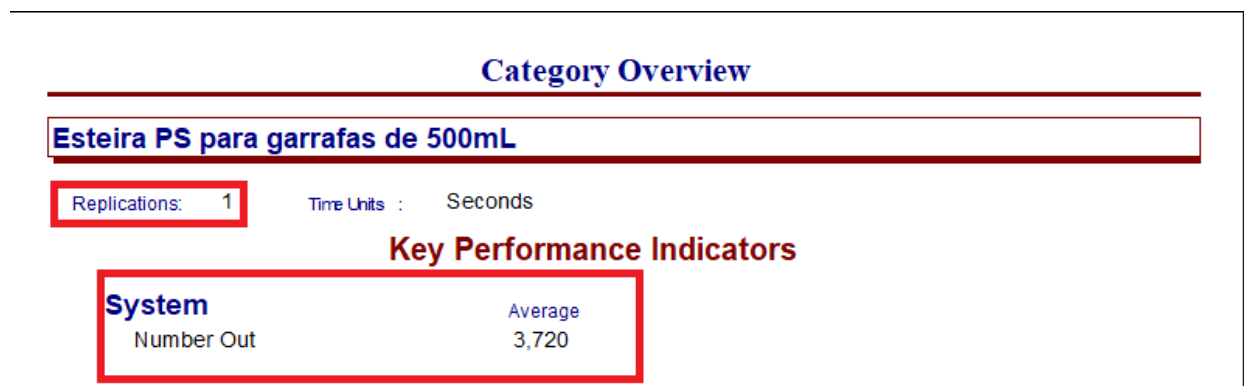 Category Overview
Esteira PS para garrafas de 500mL
Replications: 1 Time Units : Seconds
Key Performance Indicators
System Average
Number Out 3,720